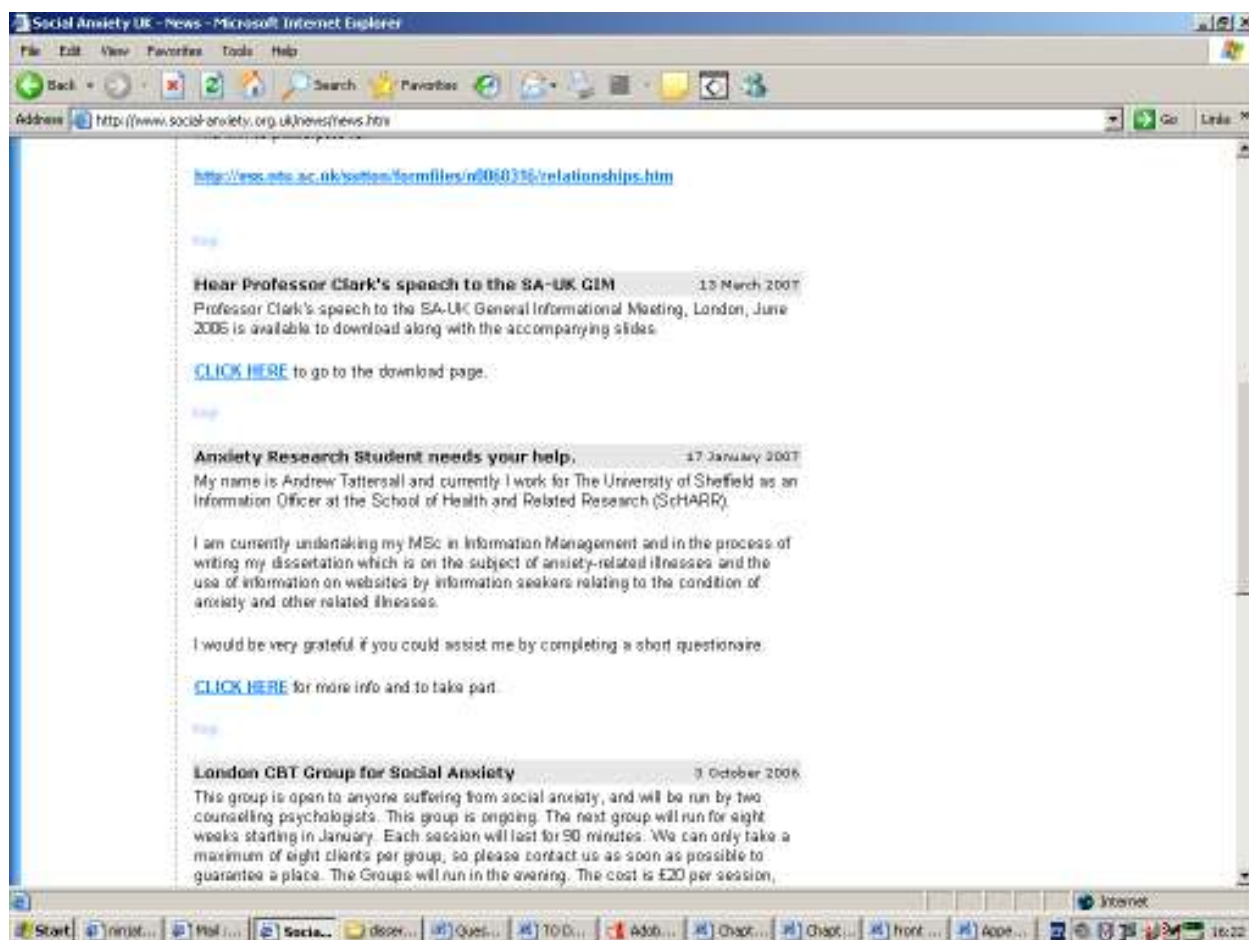 Social Anxiety UK - News - Microsoft Internet Explorer
File Edit View Favorites Tools Help
Back Search Favorites
Address http://www.social-anxiety.org.uk/news/news.htm Go Links
relationships.htm
top
Hear Professor Clark's speech to the SA-UK GIM 13 March 2007
Professor Clark's speech to the SA-UK General Informational Meeting, London, June
2006 is available to download along with the accompanying slides.
CLICK HERE to go to the download page.
top
Anxiety Research Student needs your help. 17 January 2007
My name is Andrew Tattersall and currently I work for The University of Sheffield as an
Information Officer at the School of Health and Related Research (ScHARR).
I am currently undertaking my MSc in Information Management and in the process of
writing my dissertation which is on the subject of anxiety-related illnesses and the
use of information on websites by information seekers relating to the condition of
anxiety and other related illnesses.
I would be very grateful if you could assist me by completing a short questionaire.
CLICK HERE for more info and to take part.
top
London CBT Group for Social Anxiety 3 October 2006
This group is open to anyone suffering from social anxiety, and will be run by two
counselling psychologists. This group is ongoing. The next group will run for eight
weeks starting in January. Each session will last for 90 minutes. We can only take a
maximum of eight clients per group, so please contact us as soon as possible to
guarantee a place. The Groups will run in the evening. The cost is £20 per session,
Internet
Start Socia... disser... Ques... TO D... Adob... Chapt... Chapt... front ... Appe... 16:22